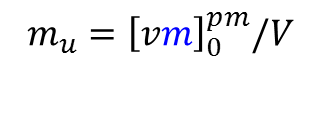 m_u = [vm]_0^{pm}/V